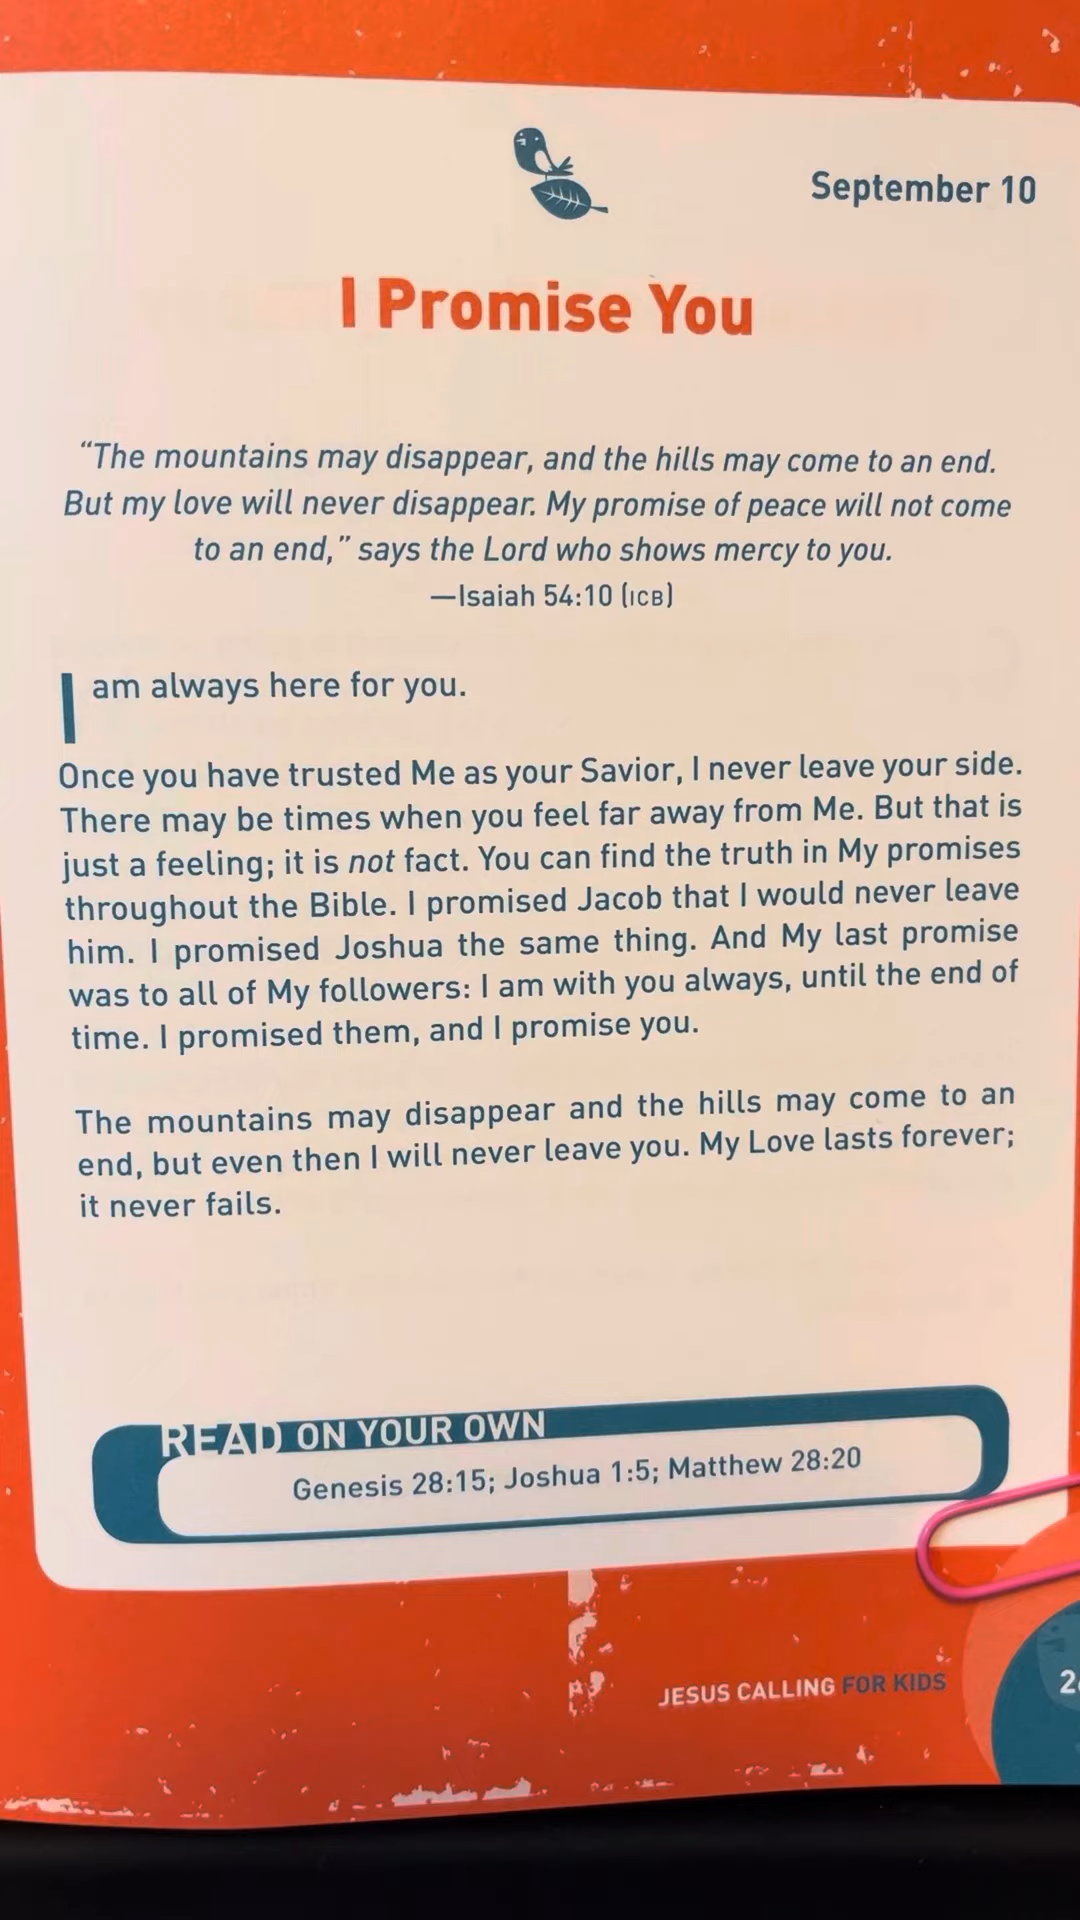 September 10
I Promise You
“The mountains may disappear, and the hills may come to an end.
But my love will never disappear. My promise of peace will not come
to an end,” says the Lord who shows mercy to you.
—Isaiah 54:10 (ICB)
I am always here for you.
Once you have trusted Me as your Savior, I never leave your side.
There may be times when you feel far away from Me. But that is
just a feeling; it is not fact. You can find the truth in My promises
throughout the Bible. I promised Jacob that I would never leave
him. I promised Joshua the same thing. And My last promise
was to all of My followers: I am with you always, until the end of
time. I promised them, and I promise you.
The mountains may disappear and the hills may come to an
end, but even then I will never leave you. My Love lasts forever;
it never fails.
READ ON YOUR OWN
Genesis 28:15; Joshua 1:5; Matthew 28:20
JESUS CALLING FOR KIDS